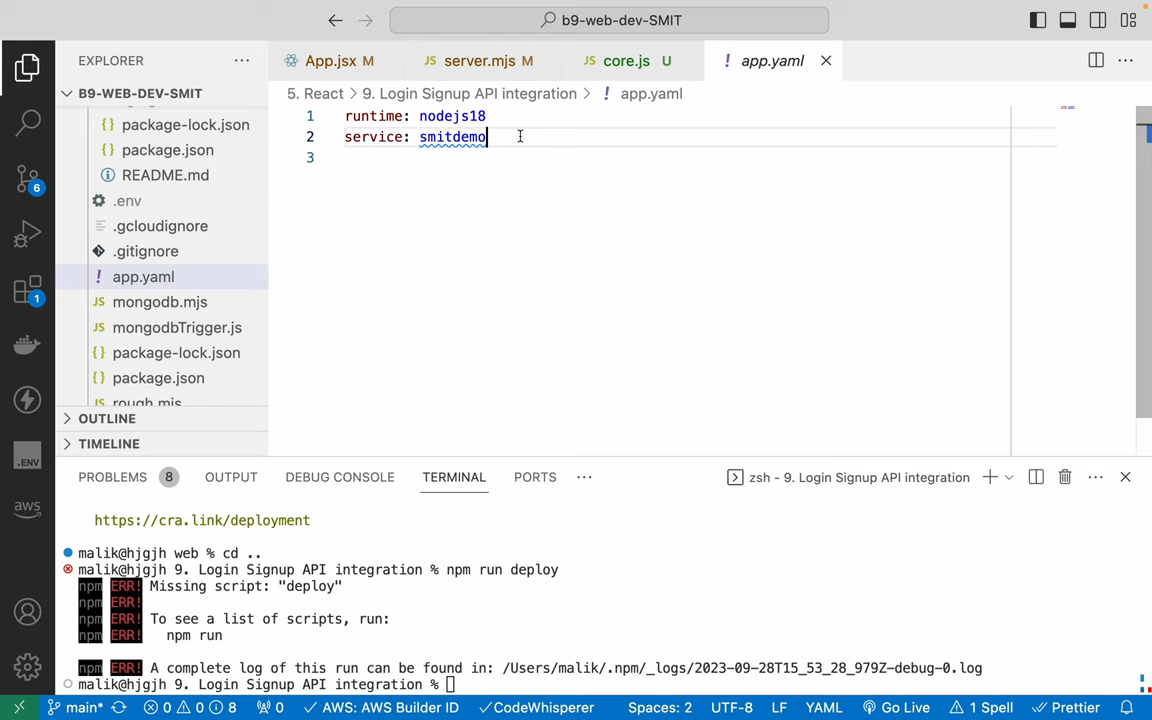 b9-web-dev-SMIT
EXPLORER
App.jsx M
server.mjs M
core.js U
! app.yaml
B9-WEB-DEV-SMIT
5. React > 9. Login Signup API integration > ! app.yaml
{} package-lock.json
{} package.json
README.md
.env
.gcloudignore
.gitignore
! app.yaml
JS mongodb.mjs
JS mongodbTrigger.js
{} package-lock.json
{} package.json
JS rough.mjs
OUTLINE
TIMELINE
6
1
.ENV
aws
1 runtime: nodejs18
2 service: smitdemo
3
PROBLEMS 8 OUTPUT DEBUG CONSOLE TERMINAL PORTS ...
zsh - 9. Login Signup API integration
https://cra.link/deployment
malik@hjgjh web % cd ..
malik@hjgjh 9. Login Signup API integration % npm run deploy
npm ERR! Missing script: "deploy"
npm ERR!
npm ERR! To see a list of scripts, run:
npm ERR! npm run
npm ERR! A complete log of this run can be found in: /Users/malik/.npm/_logs/2023-09-28T15_53_28_979Z-debug-0.log
malik@hjgjh 9. Login Signup API integration %
main* 0 0 8 0 AWS: AWS Builder ID CodeWhisperer Spaces: 2 UTF-8 LF YAML Go Live 1 Spell Prettier